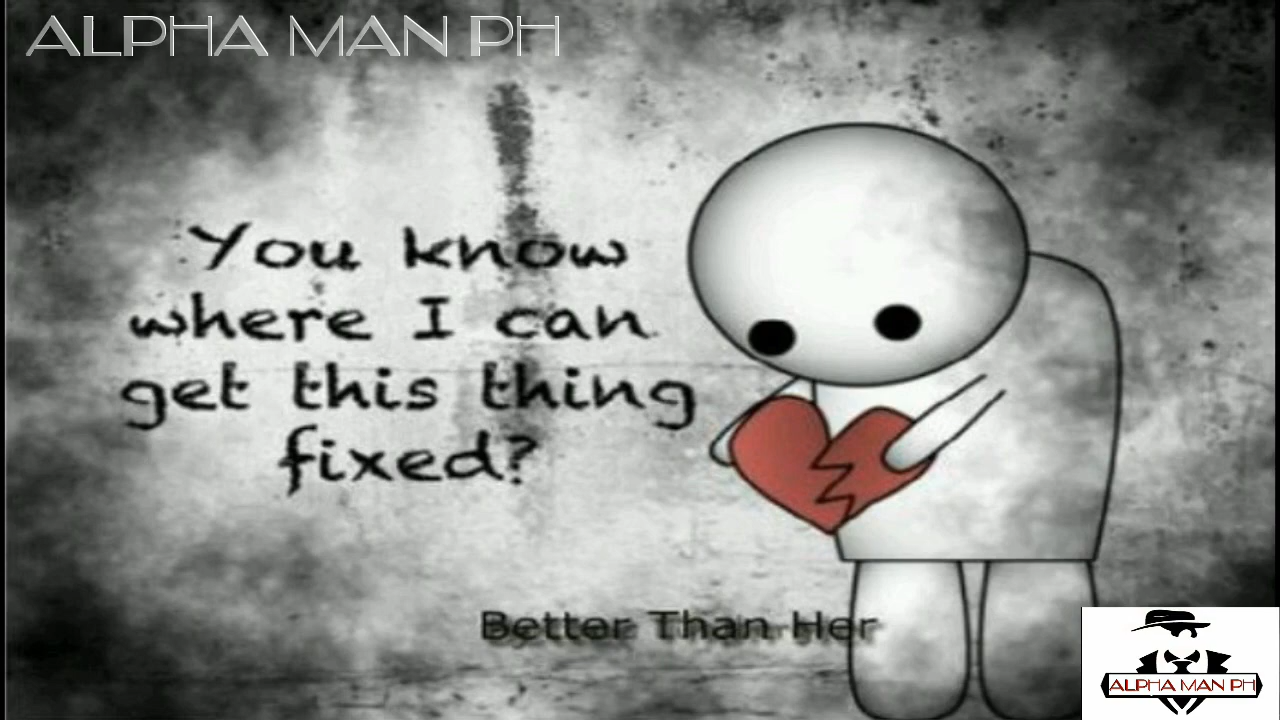 ALPHA MAN PH
You know
where I can
get this thing
fixed?
Better Than Her
ALPHA MAN PH